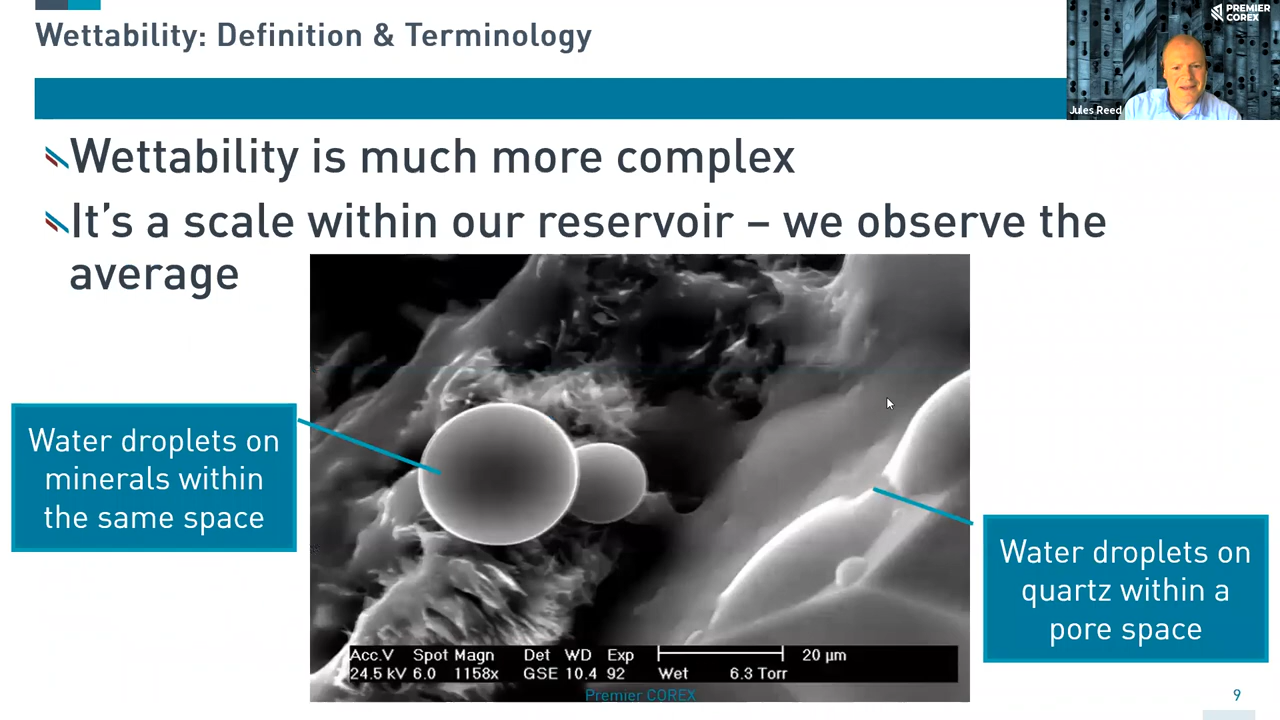 Wettability: Definition & Terminology
PREMIER
COREX
Jules Reed
Wettability is much more complex
It's a scale within our reservoir – we observe the
average
Water droplets on
minerals within
the same space
Water droplets on
quartz within a
pore space
Acc.V Spot Magn Det WD Exp 20 µm
24.5 kV 6.0 1158x GSE 10.4 92 Wet 6.3 Torr
Premier COREX
9